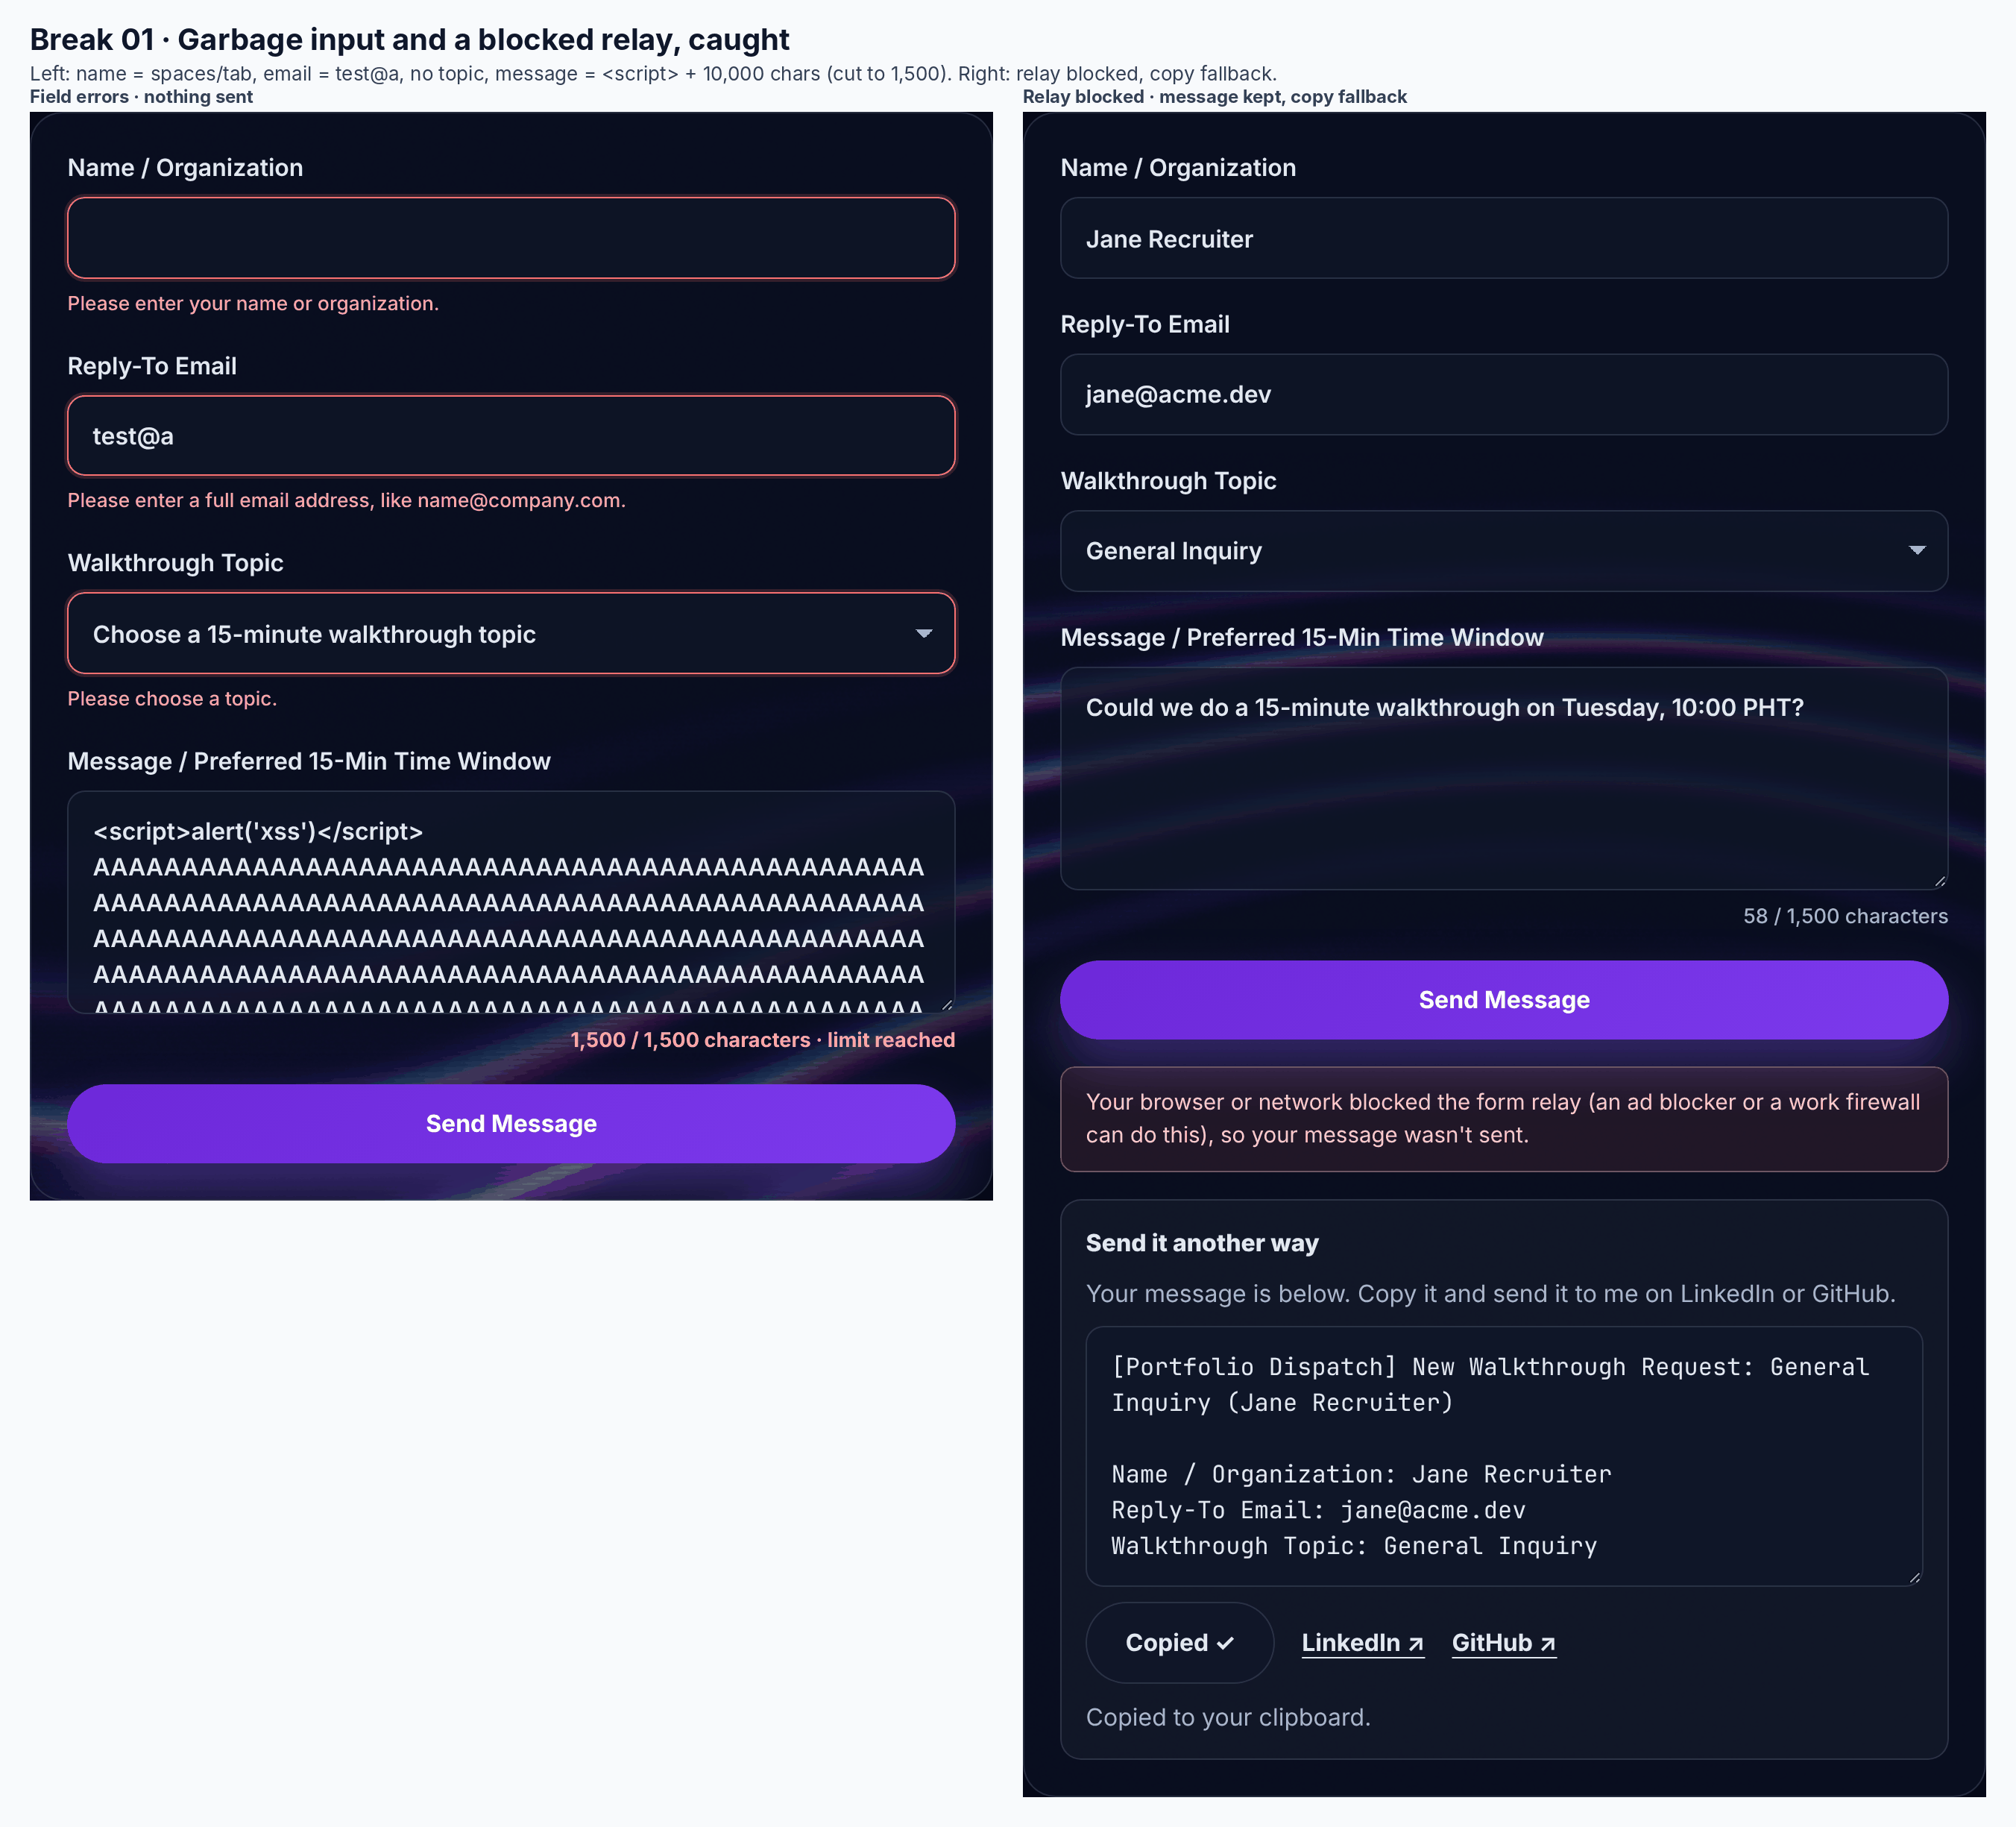 Break 01 · Garbage input and a blocked relay, caught
Left: name = spaces/tab, email = test@a, no topic, message = <script> + 10,000 chars (cut to 1,500). Right: relay blocked, copy fallback.
Field errors · nothing sent
Name / Organization
Please enter your name or organization.
Reply-To Email
test@a
Please enter a full email address, like name@company.com.
Walkthrough Topic
Choose a 15-minute walkthrough topic
Please choose a topic.
Message / Preferred 15-Min Time Window
<script>alert('xss')</script>
AAAAAAAAAAAAAAAAAAAAAAAAAAAAAAAAAAAAAAAAAAAAAAA
AAAAAAAAAAAAAAAAAAAAAAAAAAAAAAAAAAAAAAAAAAAAAAA
AAAAAAAAAAAAAAAAAAAAAAAAAAAAAAAAAAAAAAAAAAAAAAA
AAAAAAAAAAAAAAAAAAAAAAAAAAAAAAAAAAAAAAAAAAAAAAA
AAAAAAAAAAAAAAAAAAAAAAAAAAAAAAAAAAAAAAAAAAAAAAA
1,500 / 1,500 characters · limit reached
Send Message
Relay blocked · message kept, copy fallback
Name / Organization
Jane Recruiter
Reply-To Email
jane@acme.dev
Walkthrough Topic
General Inquiry
Message / Preferred 15-Min Time Window
Could we do a 15-minute walkthrough on Tuesday, 10:00 PHT?
58 / 1,500 characters
Send Message
Your browser or network blocked the form relay (an ad blocker or a work firewall
can do this), so your message wasn't sent.
Send it another way
Your message is below. Copy it and send it to me on LinkedIn or GitHub.
[Portfolio Dispatch] New Walkthrough Request: General
Inquiry (Jane Recruiter)
Name / Organization: Jane Recruiter
Reply-To Email: jane@acme.dev
Walkthrough Topic: General Inquiry
Copied ✓ LinkedIn ↗ GitHub ↗
Copied to your clipboard.